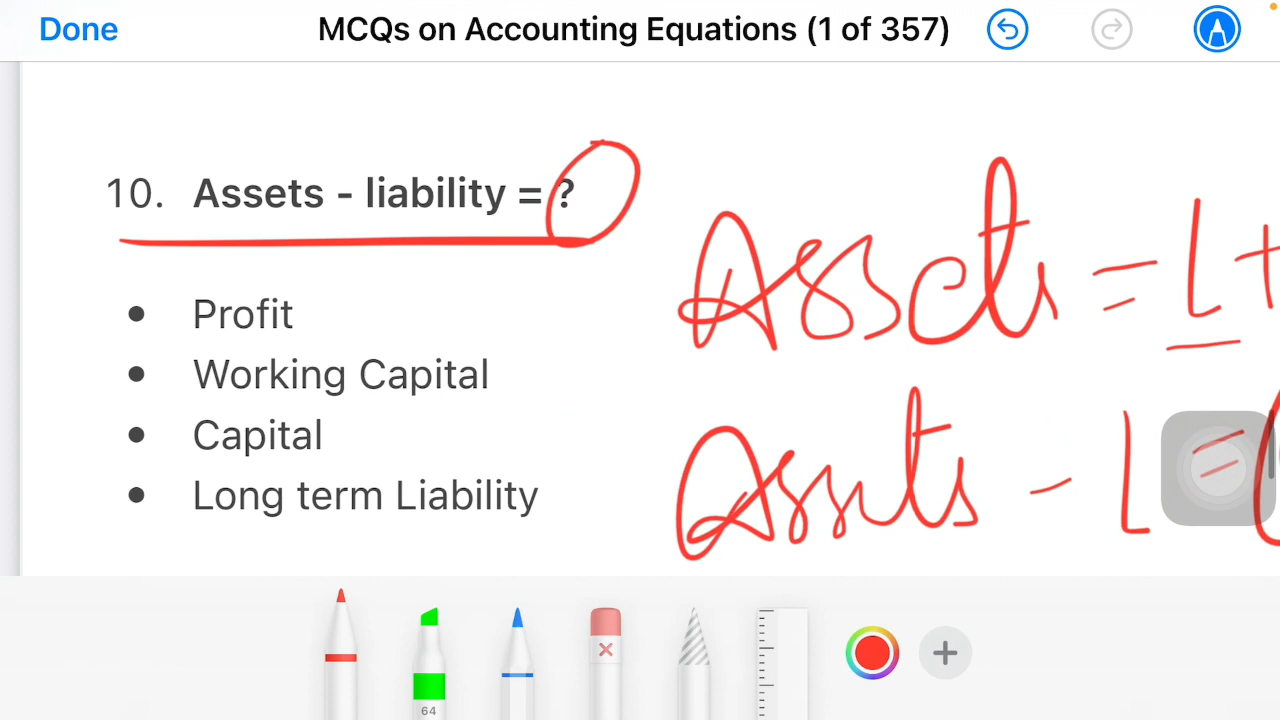 Done MCQs on Accounting Equations (1 of 357)
10. Assets - liability = ?
Assets = L +
• Profit
• Working Capital
• Capital
Assets - L =
• Long term Liability
64